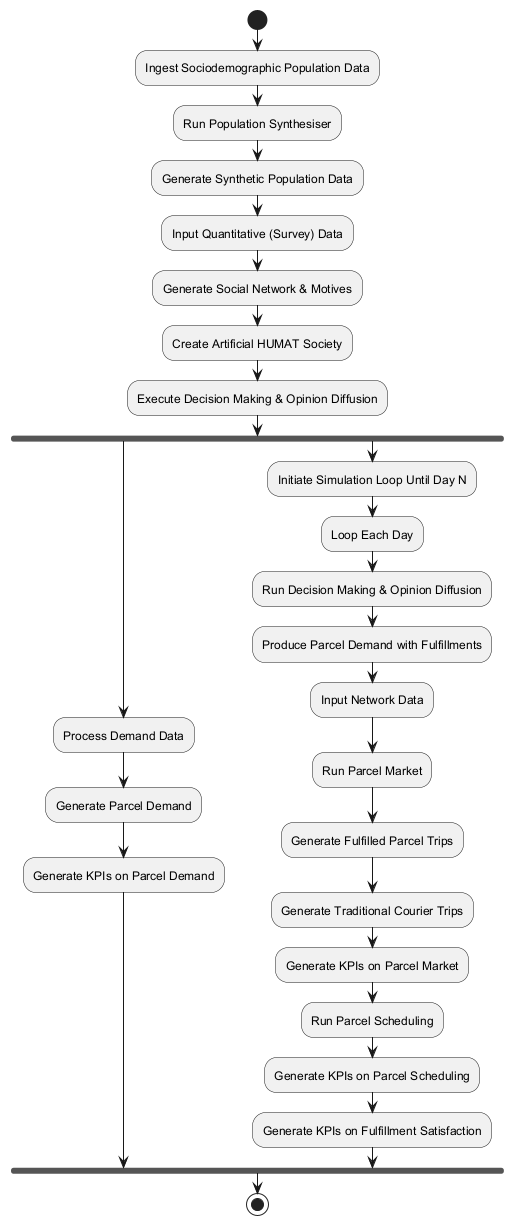 Ingest Sociodemographic Population Data
Run Population Synthesiser
Generate Synthetic Population Data
Input Quantitative (Survey) Data
Generate Social Network & Motives
Create Artificial HUMAT Society
Execute Decision Making & Opinion Diffusion
Initiate Simulation Loop Until Day N
Loop Each Day
Run Decision Making & Opinion Diffusion
Produce Parcel Demand with Fulfillments
Input Network Data
Process Demand Data
Run Parcel Market
Generate Parcel Demand
Generate Fulfilled Parcel Trips
Generate KPIs on Parcel Demand
Generate Traditional Courier Trips
Generate KPIs on Parcel Market
Run Parcel Scheduling
Generate KPIs on Parcel Scheduling
Generate KPIs on Fulfillment Satisfaction